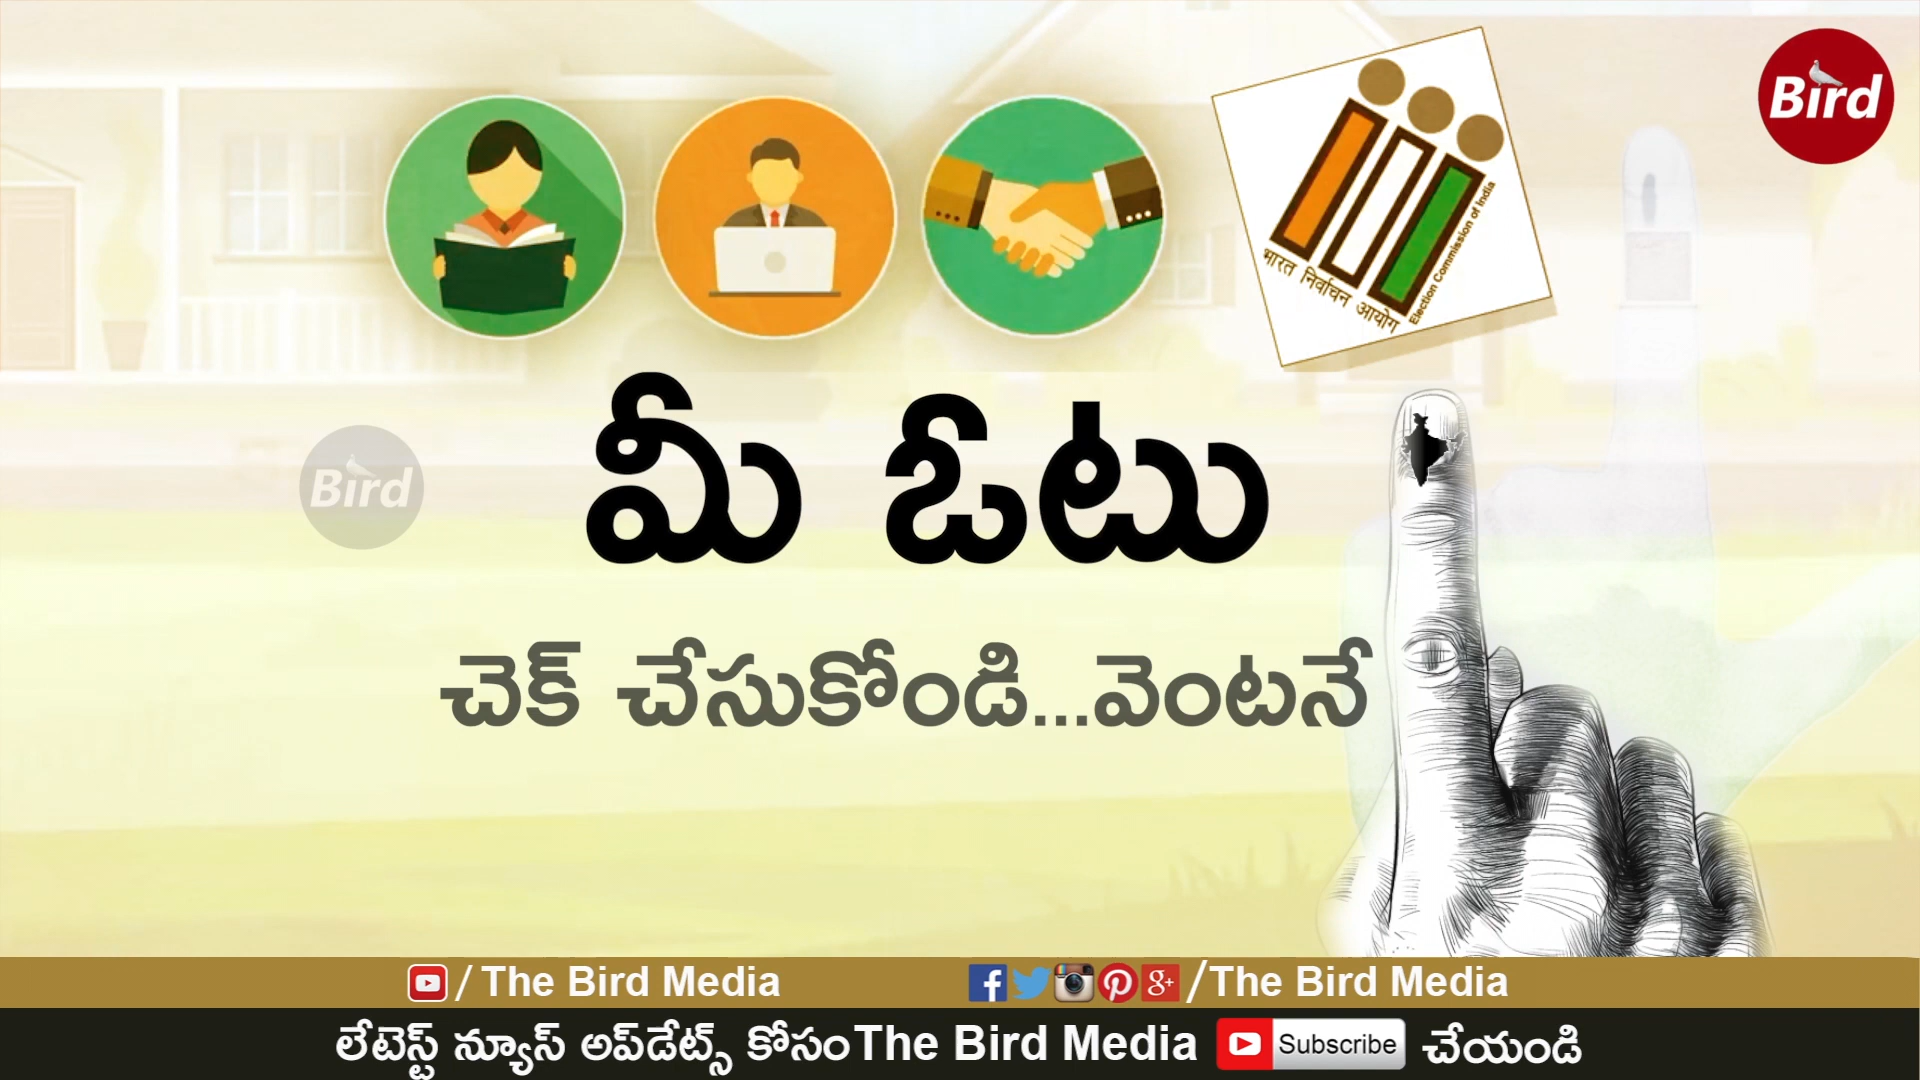 Bird
भारत निर्वाचन आयोग
Election Commission of India
మీ ఓటు
Bird
చెక్ చేసుకోండి...వెంటనే
/ The Bird Media
/The Bird Media
లేటెస్ట్ న్యూస్ అప్‌డేట్స్ కోసం The Bird Media Subscribe చేయండి